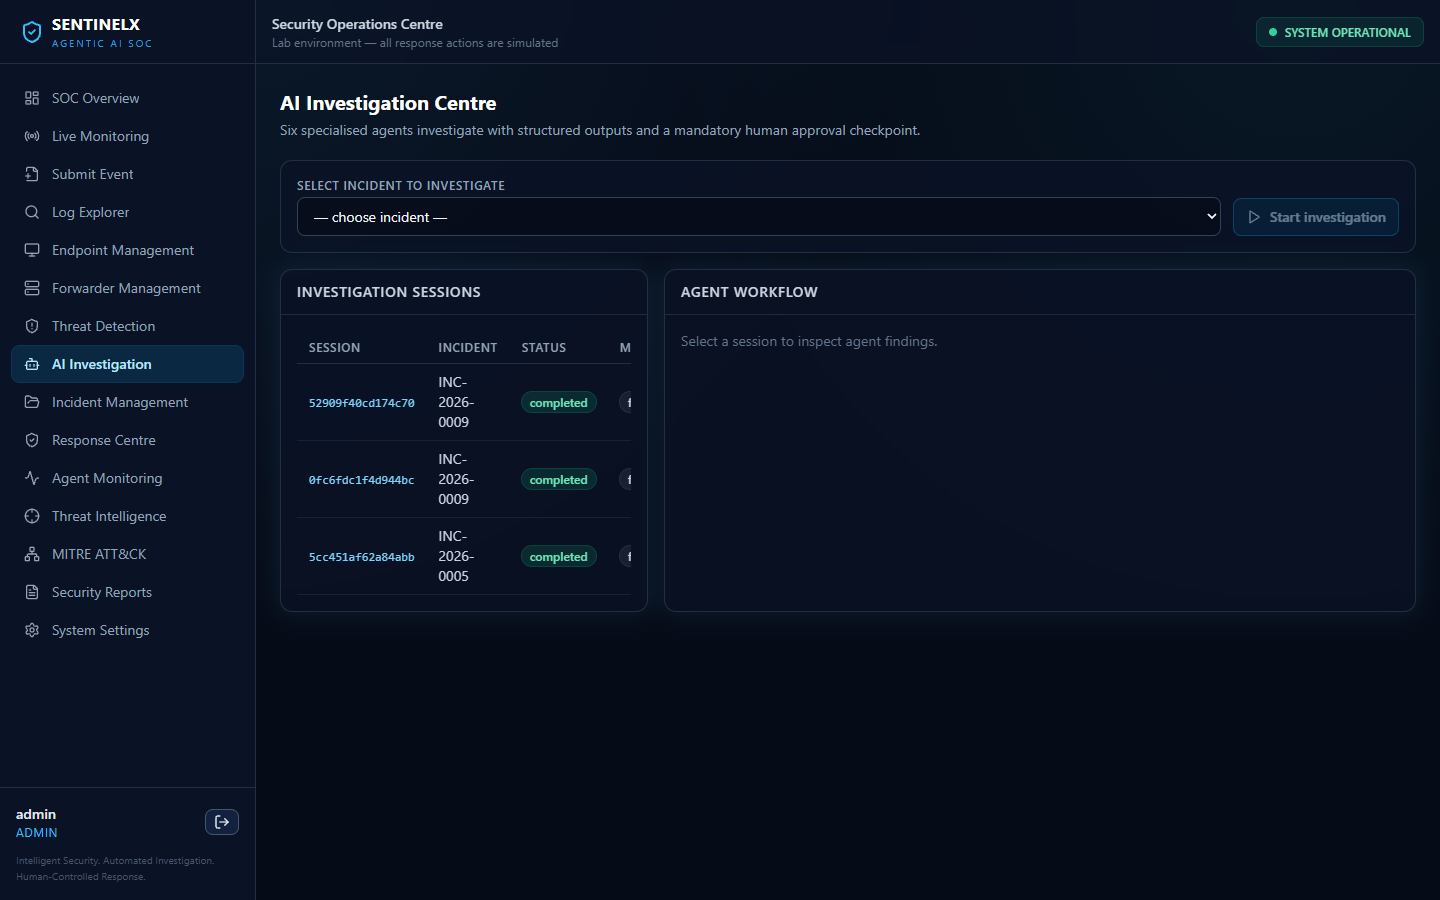 SENTINELX
AGENTIC AI SOC
Security Operations Centre
Lab environment — all response actions are simulated
SYSTEM OPERATIONAL
SOC Overview
Live Monitoring
Submit Event
Log Explorer
Endpoint Management
Forwarder Management
Threat Detection
AI Investigation
Incident Management
Response Centre
Agent Monitoring
Threat Intelligence
MITRE ATT&CK
Security Reports
System Settings
admin
ADMIN
Intelligent Security. Automated Investigation.
Human-Controlled Response.
AI Investigation Centre
Six specialised agents investigate with structured outputs and a mandatory human approval checkpoint.
SELECT INCIDENT TO INVESTIGATE
— choose incident —
Start investigation
INVESTIGATION SESSIONS
SESSION INCIDENT STATUS M
52909f40cd174c70 INC-2026-0009 completed f
0fc6fdc1f4d944bc INC-2026-0009 completed f
5cc451af62a84abb INC-2026-0005 completed f
AGENT WORKFLOW
Select a session to inspect agent findings.